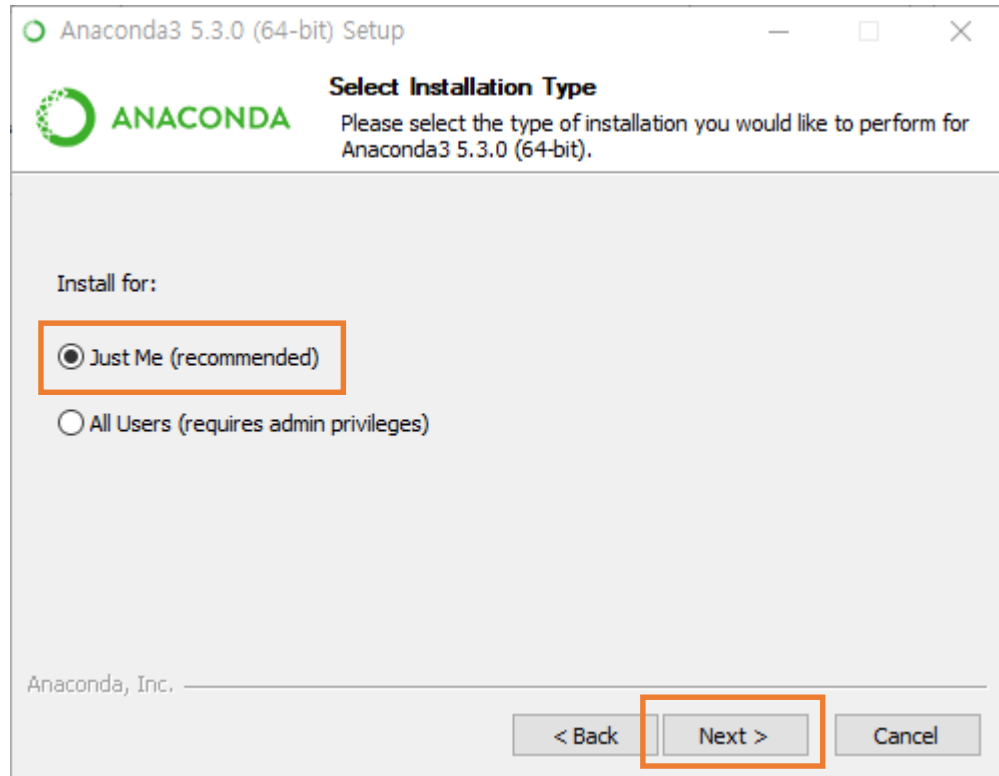 Anaconda3 5.3.0 (64-bit) Setup
ANACONDA
Select Installation Type
Please select the type of installation you would like to perform for
Anaconda3 5.3.0 (64-bit).
Install for:
Just Me (recommended)
All Users (requires admin privileges)
Anaconda, Inc.
< Back
Next >
Cancel